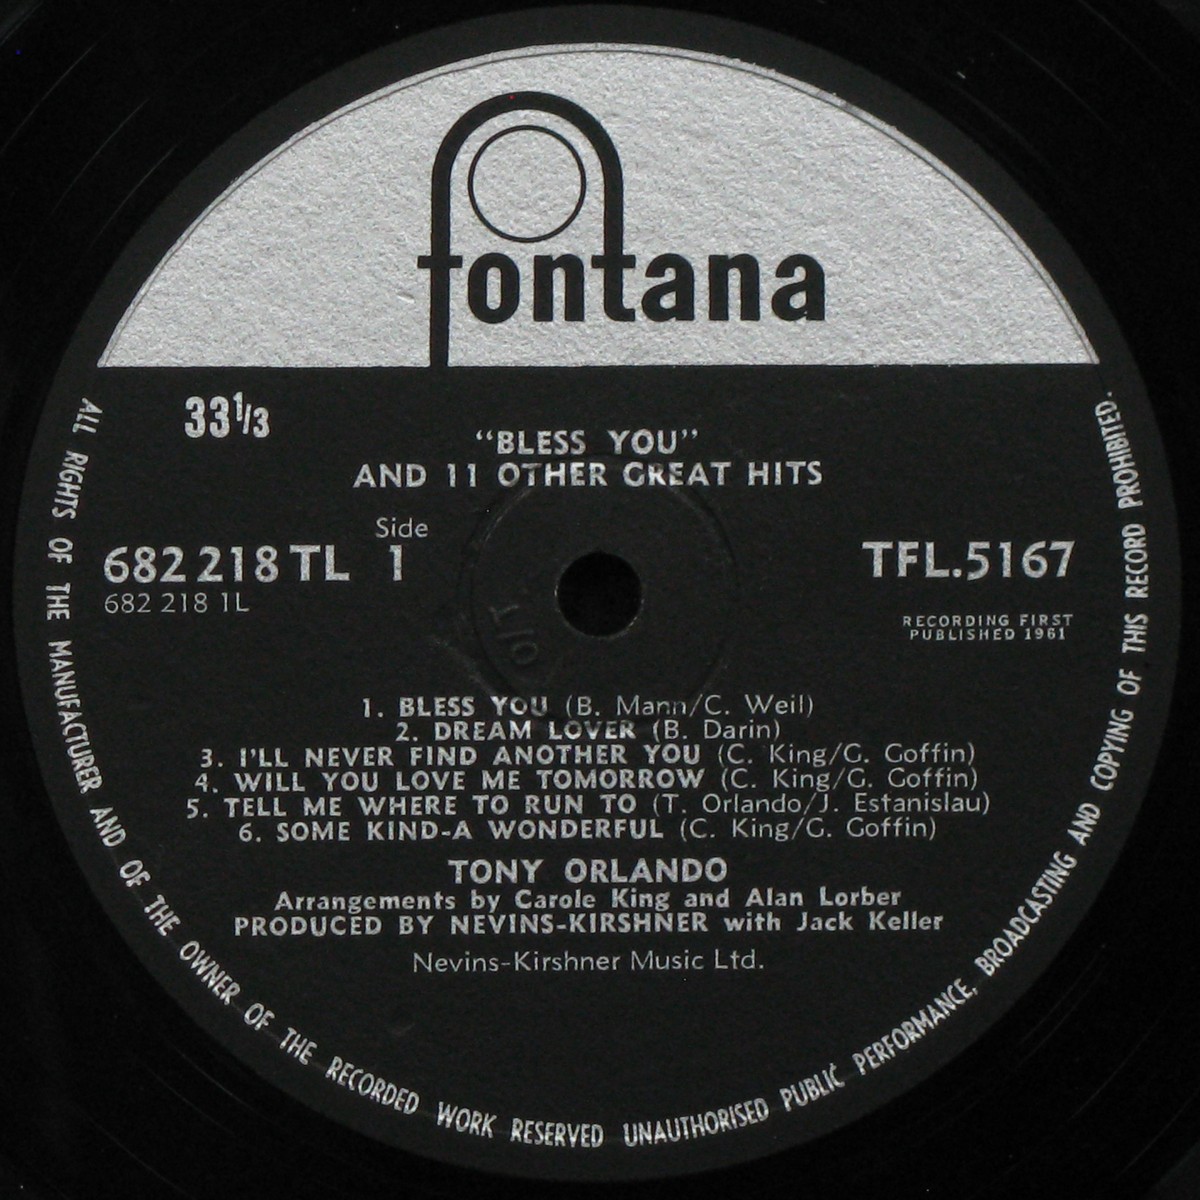 fontana
33 1/3
"BLESS YOU"
AND 11 OTHER GREAT HITS
Side
682 218 TL 1
682 218 1L
TFL.5167
RECORDING FIRST
PUBLISHED 1961
O/T
1. BLESS YOU (B. Mann/C. Weil)
2. DREAM LOVER (B. Darin)
3. I'LL NEVER FIND ANOTHER YOU (C. King/G. Goffin)
4. WILL YOU LOVE ME TOMORROW (C. King/G. Goffin)
5. TELL ME WHERE TO RUN TO (T. Orlando/J. Estanislau)
6. SOME KIND-A WONDERFUL (C. King/G. Goffin)
TONY ORLANDO
Arrangements by Carole King and Alan Lorber
PRODUCED BY NEVINS-KIRSHNER with Jack Keller
Nevins-Kirshner Music Ltd.
ALL RIGHTS OF THE MANUFACTURER AND OF THE OWNER OF THE RECORDED WORK RESERVED UNAUTHORISED PUBLIC PERFORMANCE, BROADCASTING AND COPYING OF THIS RECORD PROHIBITED.